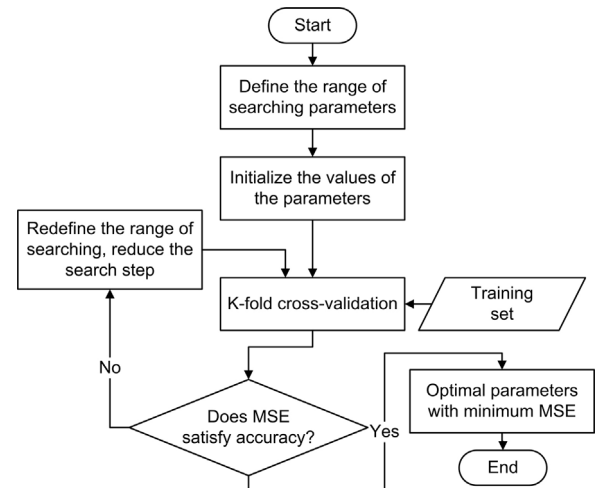 Start
Define the range of
searching parameters
Initialize the values of
the parameters
Redefine the range of
searching, reduce the
search step
K-fold cross-validation
Training
set
No
Does MSE
satisfy accuracy?
Yes
Optimal parameters
with minimum MSE
End